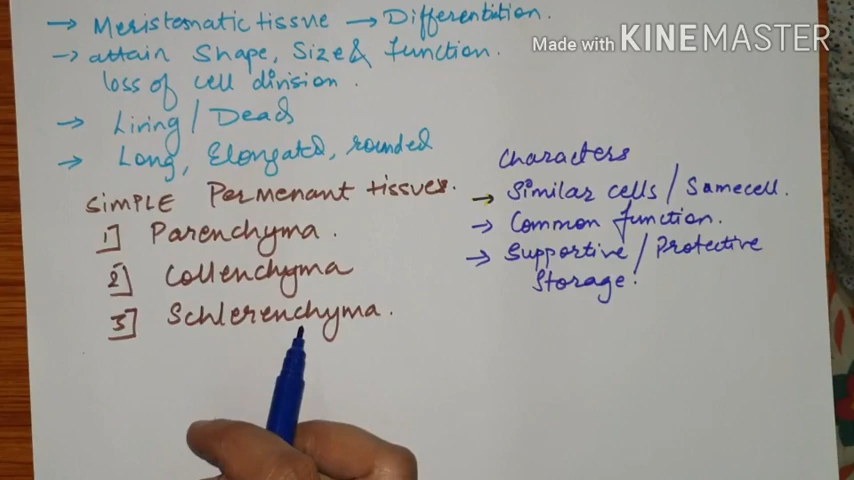 → Meristematic tissue → Differentiation.
→ attain Shape, Size & function.
loss of cell division.
→ Living / Dead
→ Long, Elongated, rounded
SIMPLE Permenant tissues.
1] Parenchyma.
2] Collenchyma
3] Schlerenchyma.
Characters
→ Similar cells / Same cell.
→ Common function.
→ Supportive / Protective
Storage!
Made with KINEMASTER